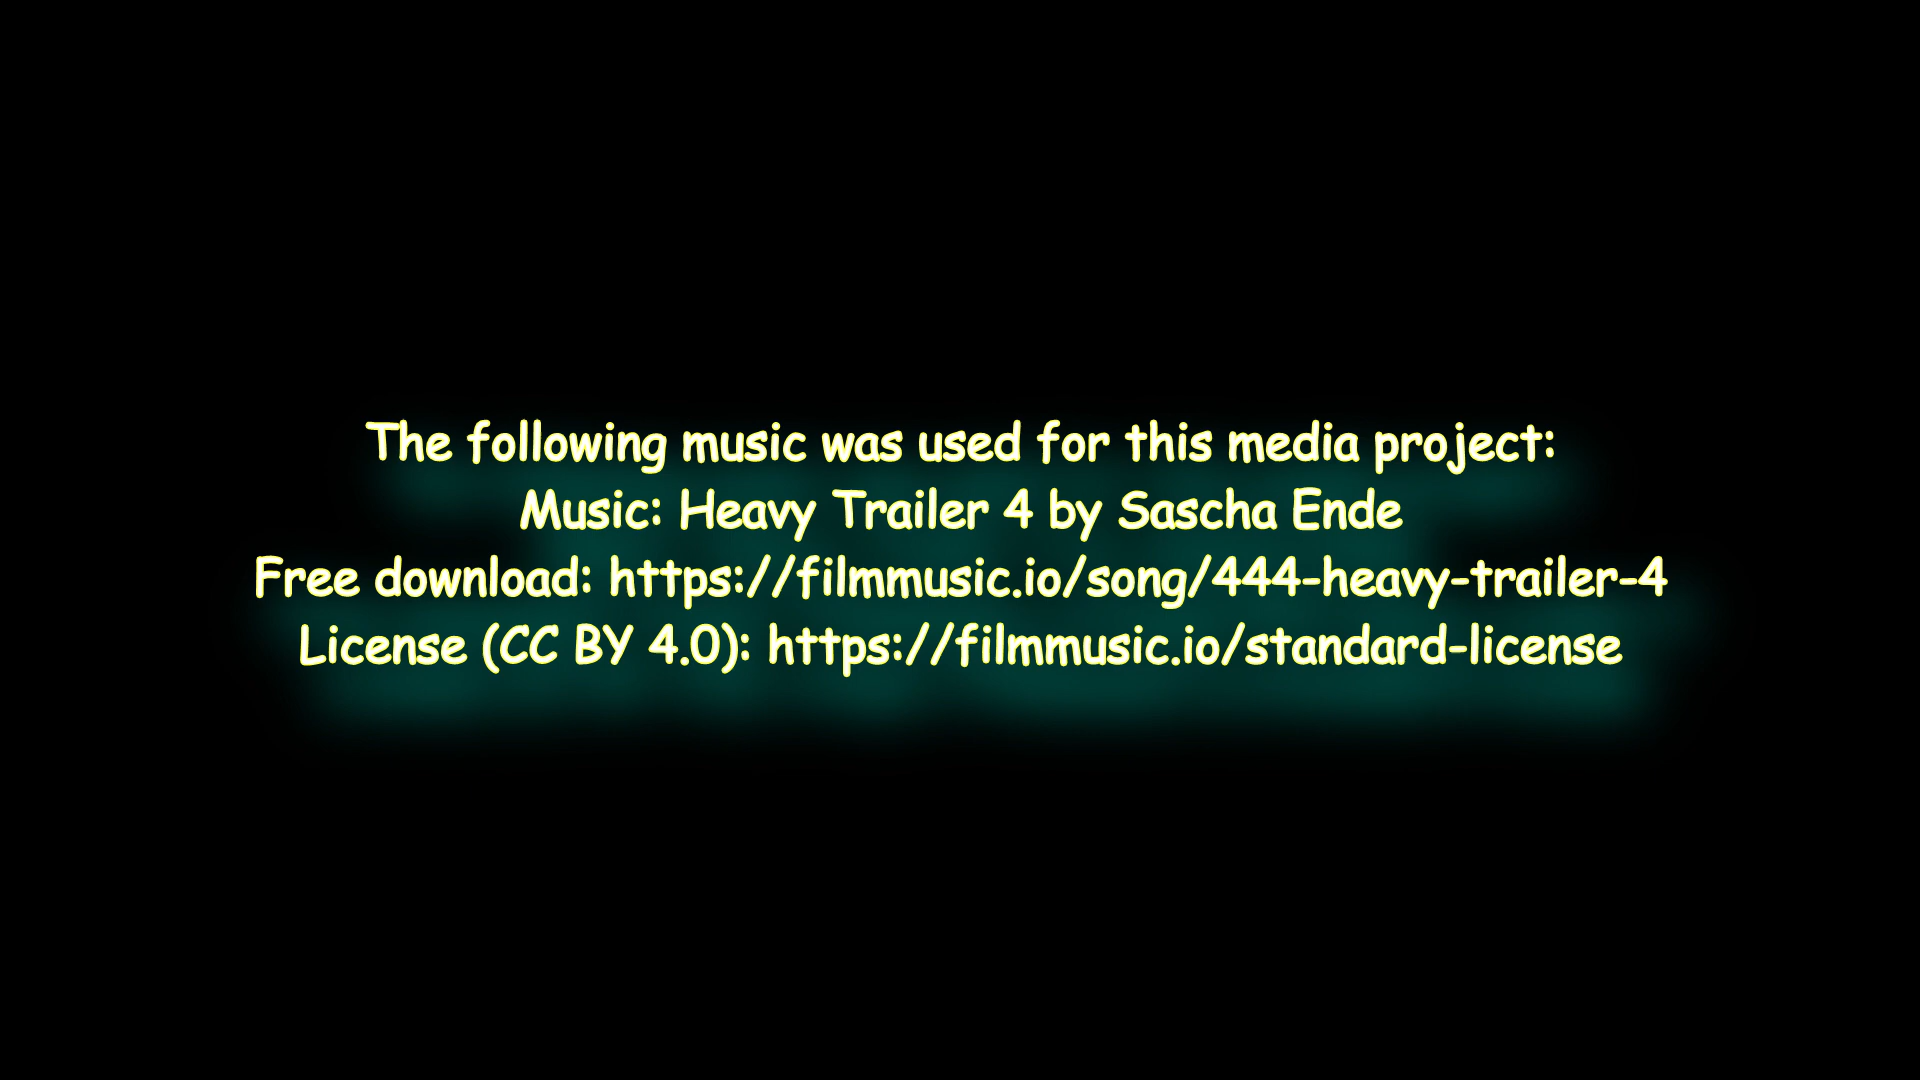 The following music was used for this media project:
Music: Heavy Trailer 4 by Sascha Ende
Free download: https://filmmusic.io/song/444-heavy-trailer-4
License (CC BY 4.0): https://filmmusic.io/standard-license